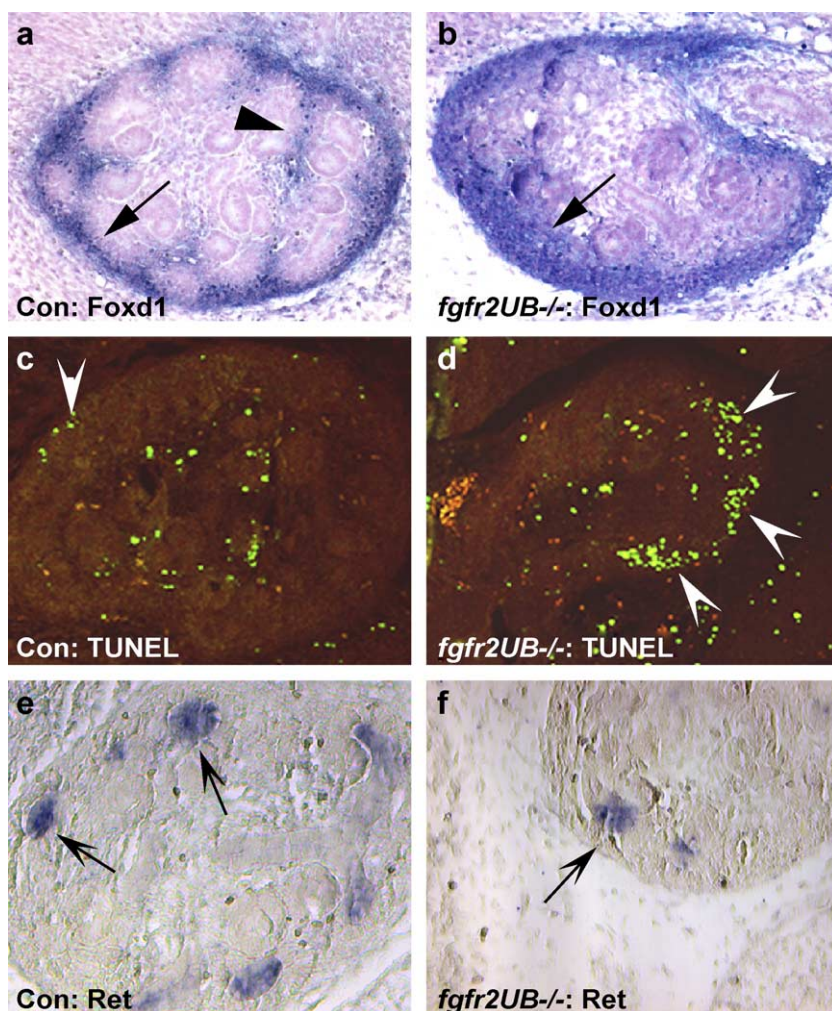 a
Con: Foxd1
b
fgfr2UB-/-: Foxd1
c
Con: TUNEL
d
fgfr2UB-/-: TUNEL
e
Con: Ret
f
fgfr2UB-/-: Ret